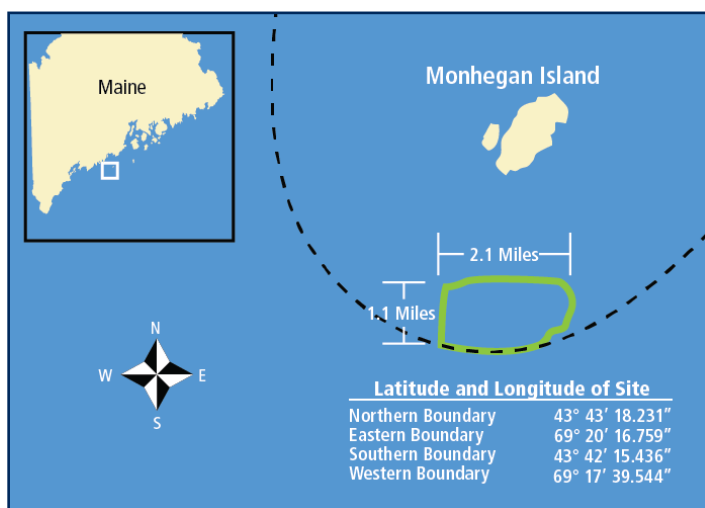 Maine
Monhegan Island
2.1 Miles
1.1 Miles
N
W E
S
Latitude and Longitude of Site
Northern Boundary 43° 43’ 18.231”
Eastern Boundary 69° 20’ 16.759”
Southern Boundary 43° 42’ 15.436”
Western Boundary 69° 17’ 39.544”